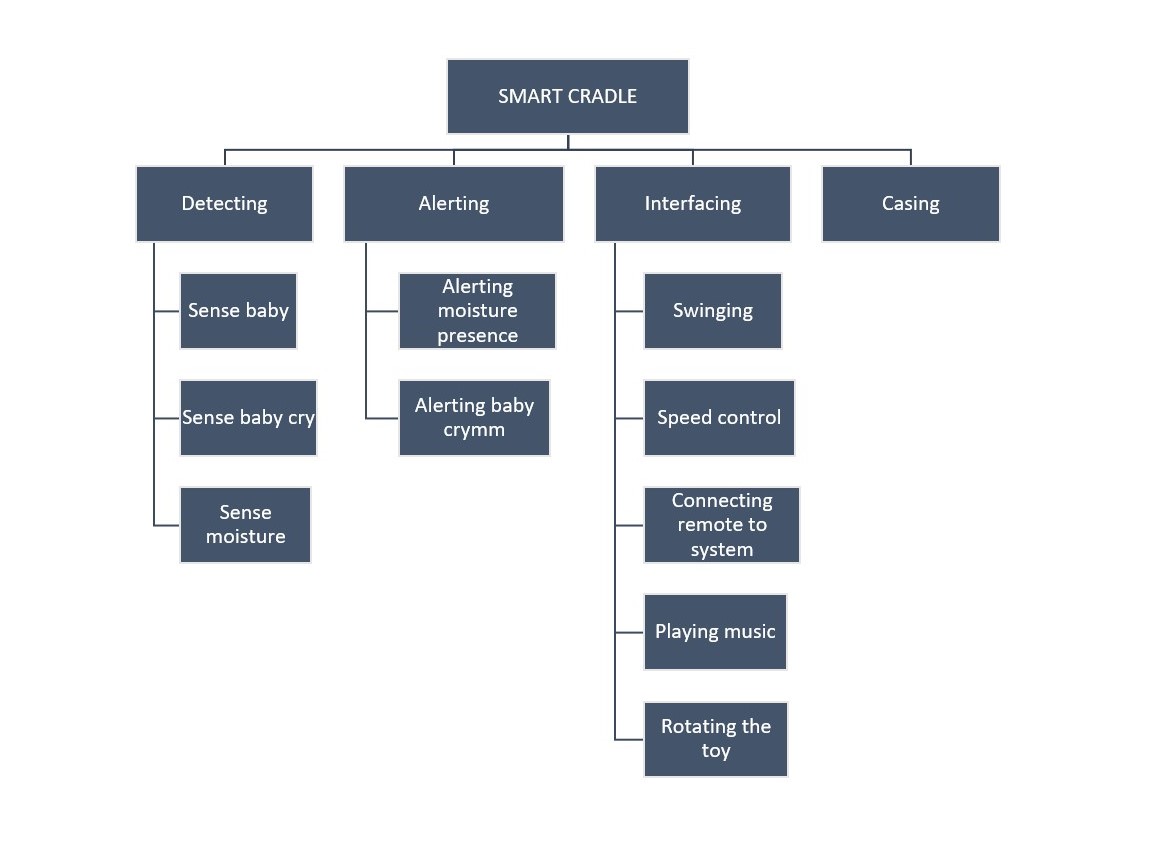 SMART CRADLE
Detecting
Alerting
Interfacing
Casing
Sense baby
Sense baby cry
Sense
moisture
Alerting
moisture
presence
Alerting baby
crymm
Swinging
Speed control
Connecting
remote to
system
Playing music
Rotating the
toy